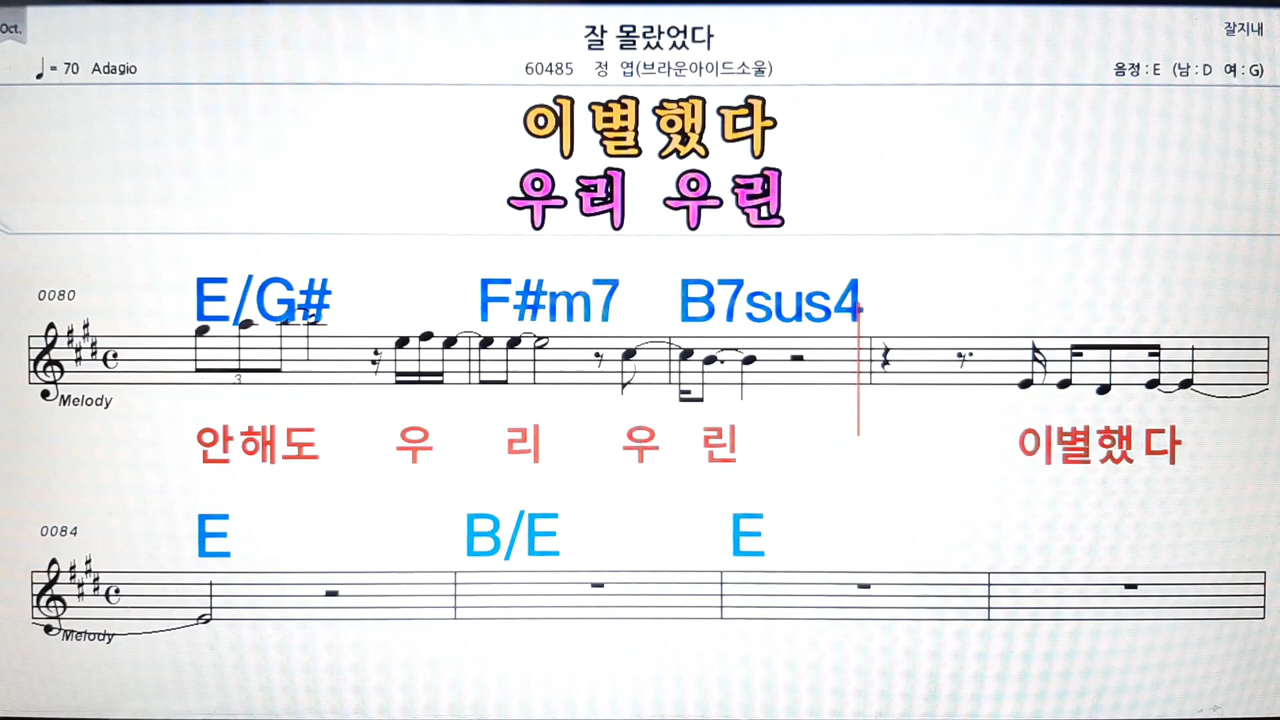 Oct.
잘 몰랐었다
잘지내
♩= 70 Adagio
60485 정 엽(브라운아이드소울)
음정 : E (남 : D 여 : G)
이별했다
우리 우린
0080
E/G# F#m7 B7sus4
3
Melody
안해도 우 리 우 린 이별했다
0084
E B/E E
Melody